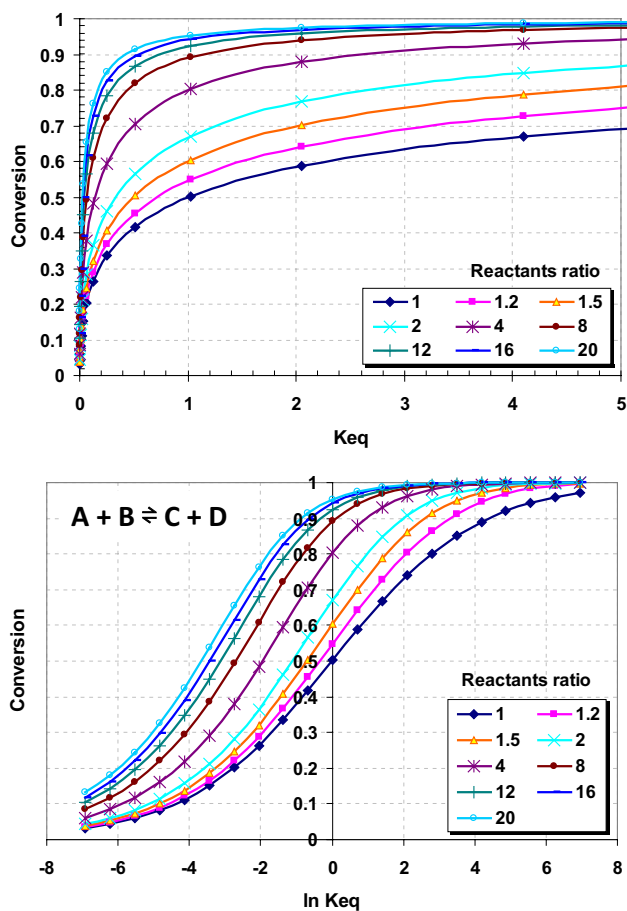 1
0.9
0.8
0.7
0.6
0.5
0.4
0.3
0.2
0.1
0
Conversion
0 1 2 3 4 5
Keq
Reactants ratio
1 1.2 1.5
2 4 8
12 16 20
A + B ⇌ C + D
1
0.9
0.8
0.7
0.6
0.5
0.4
0.3
0.2
0.1
0
Conversion
-8 -6 -4 -2 0 2 4 6 8
ln Keq
Reactants ratio
1 1.2
1.5 2
4 8
12 16
20